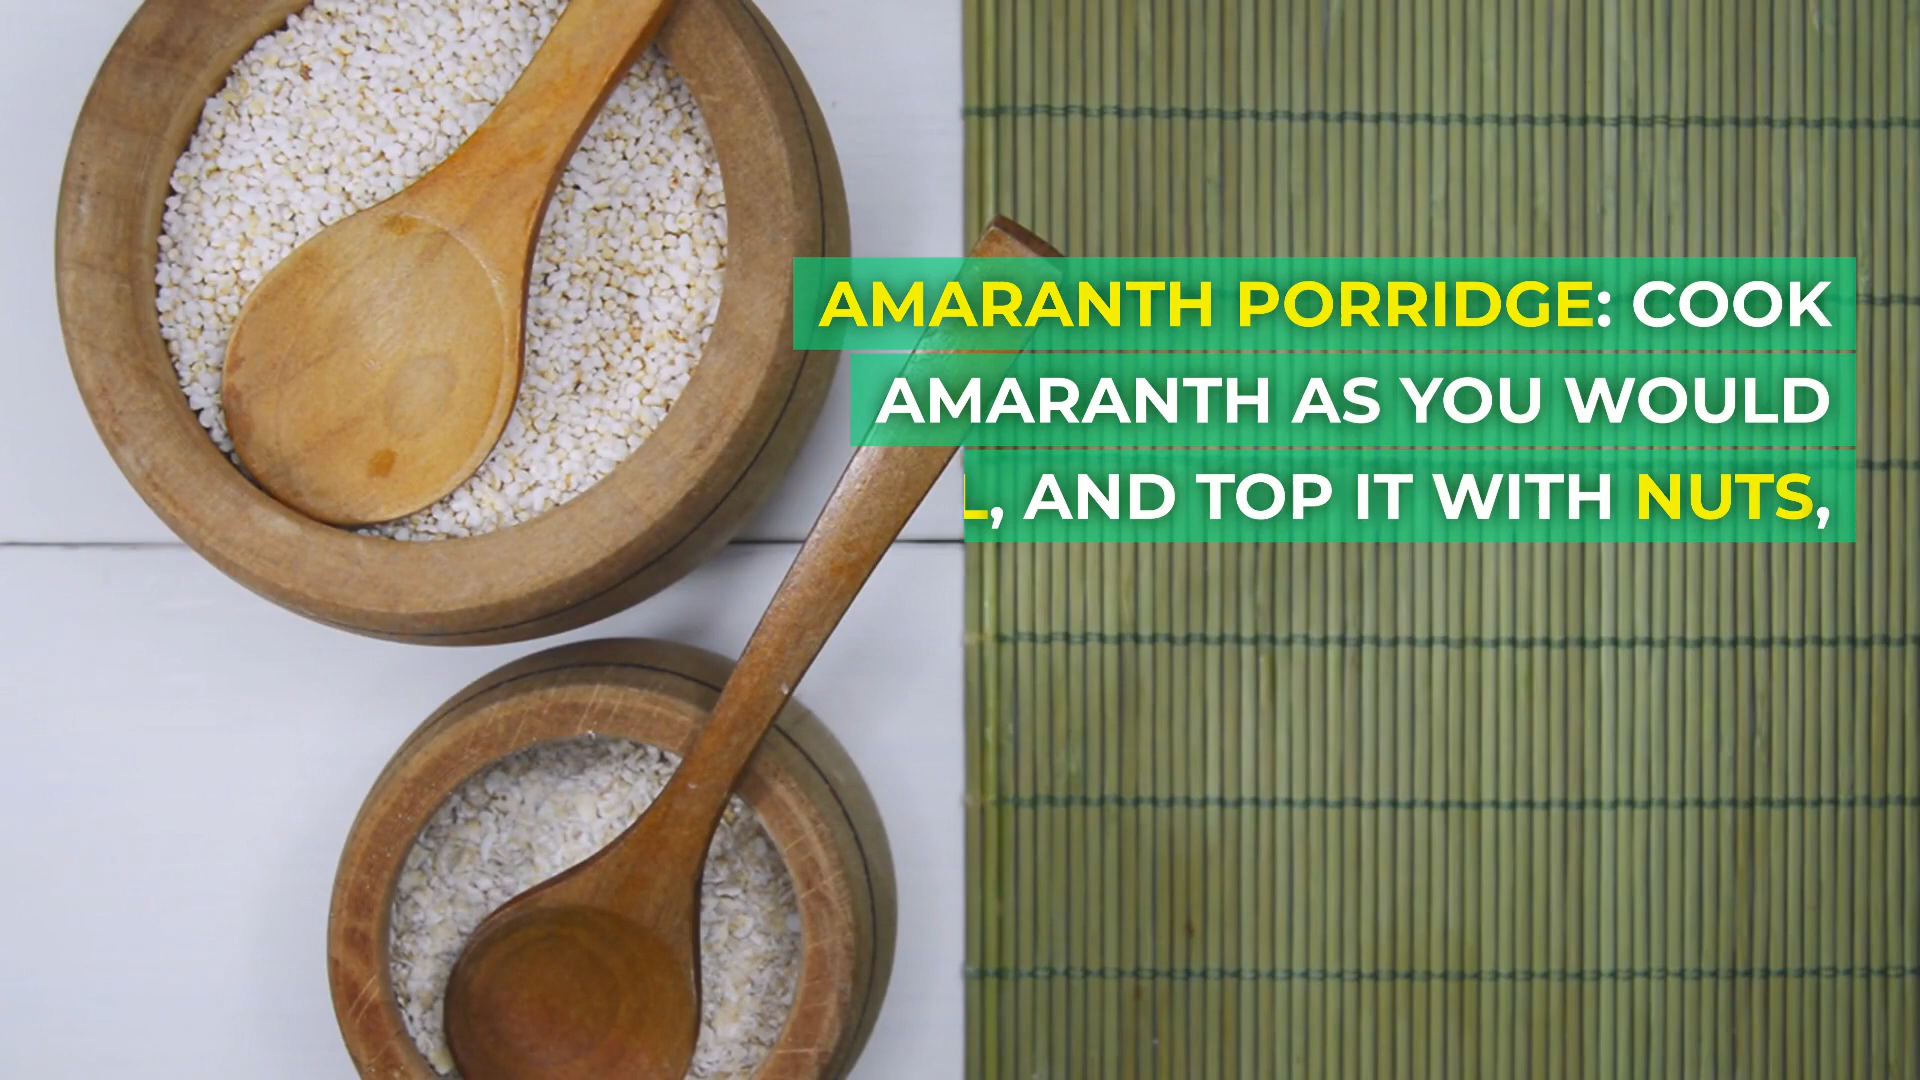 AMARANTH PORRIDGE: COOK
AMARANTH AS YOU WOULD
, AND TOP IT WITH NUTS,